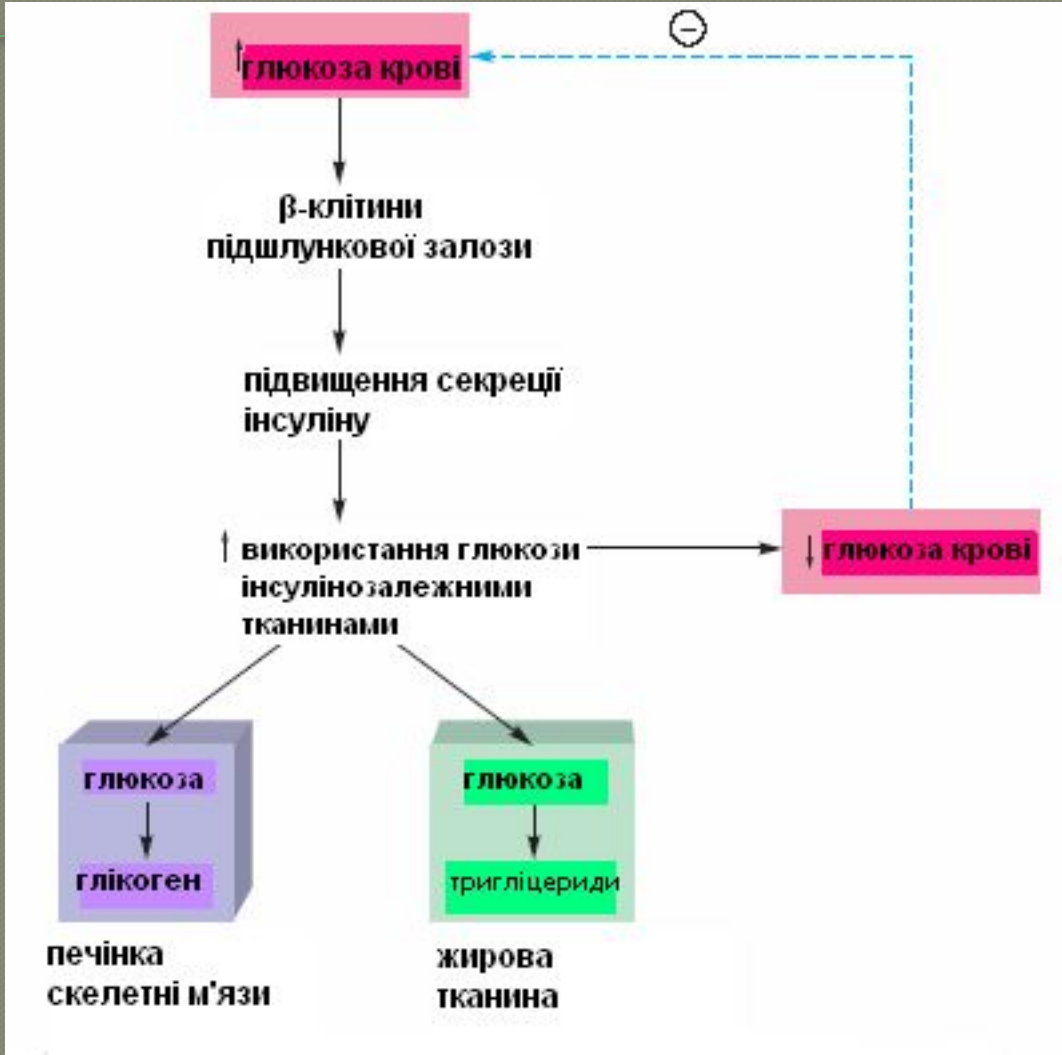 ⊖
↑глюкоза крові
β-клітини
підшлункової залози
підвищення секреції
інсуліну
↑ використання глюкози
інсулінозалежними
тканинами
↓ глюкоза крові
глюкоза
глікоген
печінка
скелетні м'язи
глюкоза
тригліцериди
жирова
тканина